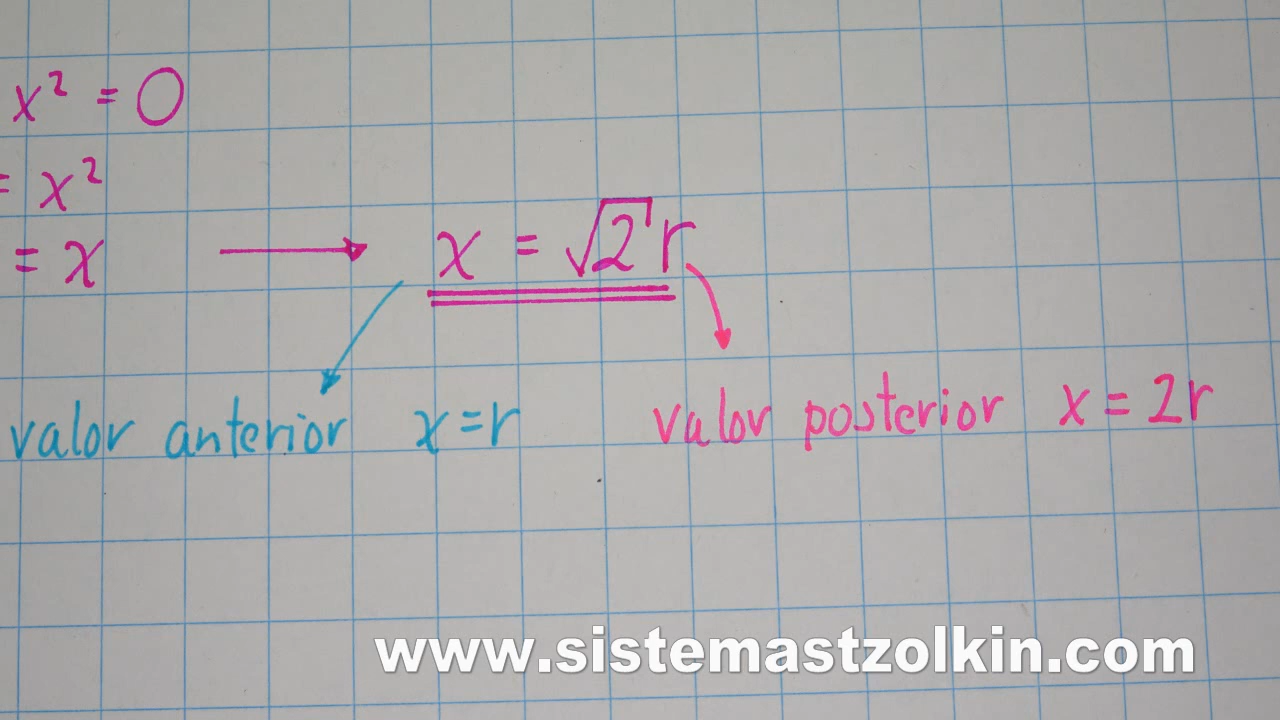 x² = 0
= x²
= x → x = √2 r
valor anterior x = r valor posterior x = 2r
www.sistemastzolkin.com